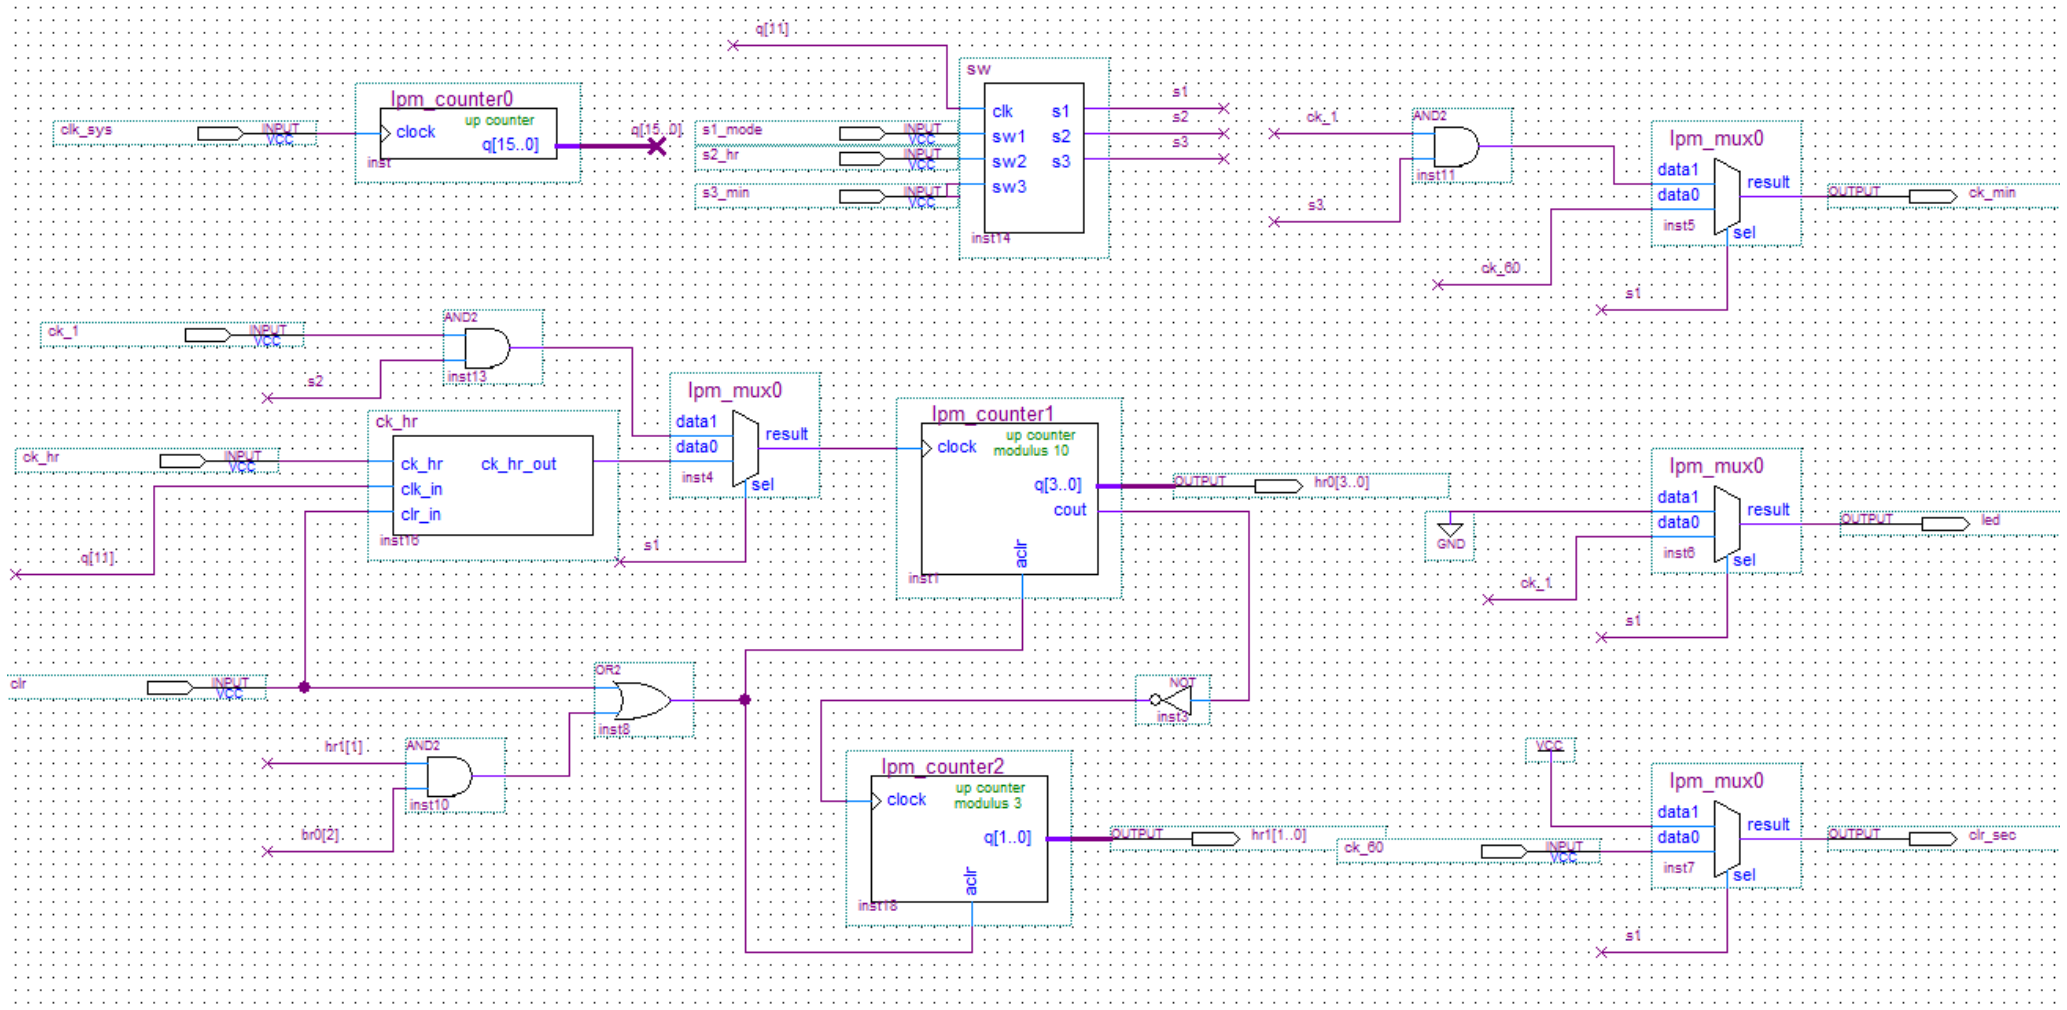 q[11]
sw
lpm_counter0
up counter
clk_sys
INPUT
VCC
clock
q[15..0]
inst
q[15..0]
s1_mode
INPUT
VCC
s2_hr
INPUT
VCC
s3_min
INPUT
VCC
clk
s1
sw1
s2
sw2
s3
sw3
inst14
s1
s2
s3
ck_1
AND2
inst11
s3
lpm_mux0
data1
result
data0
inst5
sel
OUTPUT
ck_min
ck_60
s1
ck_1
INPUT
VCC
AND2
inst13
s2
lpm_mux0
data1
result
data0
inst4
sel
ck_hr
ck_hr
INPUT
VCC
ck_hr
ck_hr_out
clk_in
clr_in
inst16
q[11]
s1
lpm_counter1
up counter
clock
modulus 10
q[3..0]
cout
aclr
inst1
OUTPUT
hr0[3..0]
lpm_mux0
data1
result
data0
inst6
sel
GND
OUTPUT
led
ck_1
s1
clr
INPUT
VCC
OR2
inst8
NOT
inst3
hr1[1]
AND2
inst10
hr0[2]
lpm_counter2
up counter
clock
modulus 3
q[1..0]
aclr
inst18
OUTPUT
hr1[1..0]
ck_60
INPUT
VCC
VCC
lpm_mux0
data1
result
data0
inst7
sel
OUTPUT
clr_sec
s1